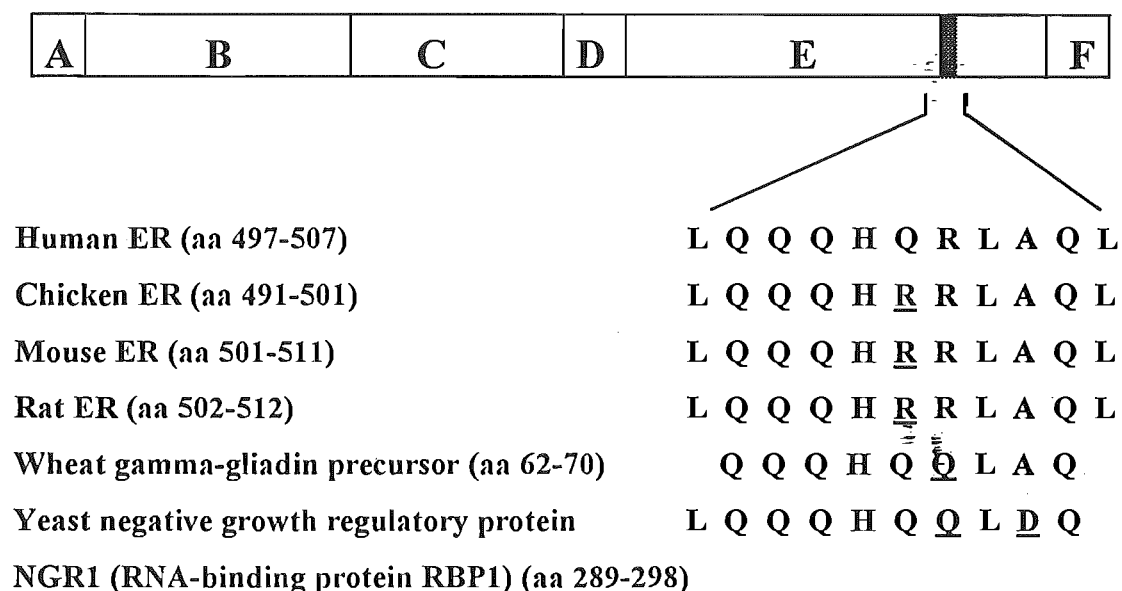 A B C D E F
Human ER (aa 497-507) L Q Q Q H Q R L A Q L
Chicken ER (aa 491-501) L Q Q Q H R R L A Q L
Mouse ER (aa 501-511) L Q Q Q H R R L A Q L
Rat ER (aa 502-512) L Q Q Q H R R L A Q L
Wheat gamma-gliadin precursor (aa 62-70) Q Q Q H Q Q L A Q
Yeast negative growth regulatory protein L Q Q Q H Q Q L D Q
NGR1 (RNA-binding protein RBP1) (aa 289-298)